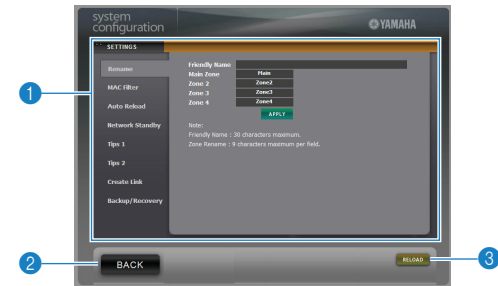 system
configuration
YAMAHA
SETTINGS
Rename
MAC Filter
Auto Reload
Network Standby
Tips 1
Tips 2
Create Link
Backup/Recovery
Friendly Name
Main Zone Main
Zone 2 Zone2
Zone 3 Zone3
Zone 4 Zone4
APPLY
Note:
Friendly Name : 30 characters maximum.
Zone Rename : 9 characters maximum per field.
1
2
BACK
RELOAD
3